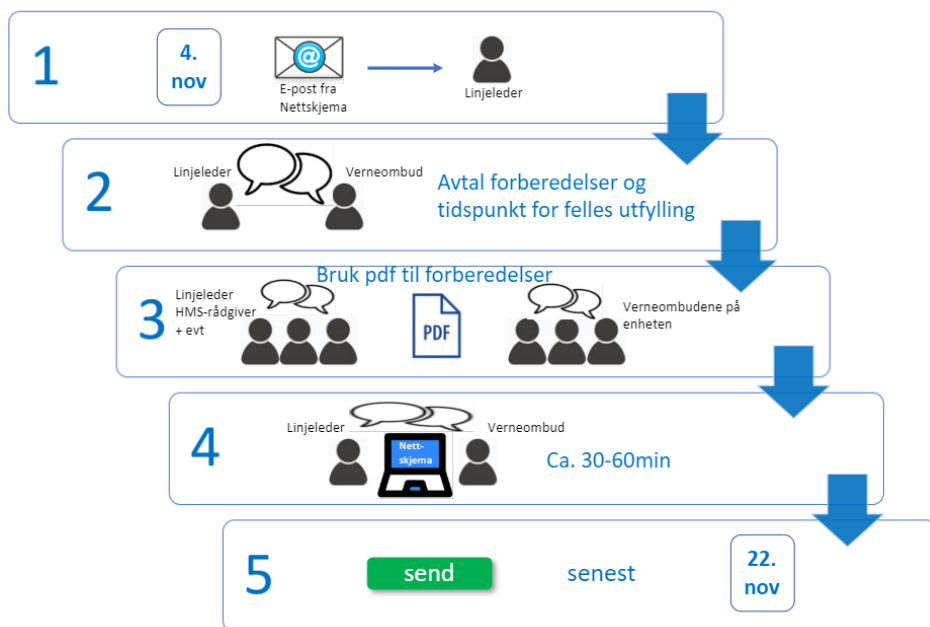 1
4.
nov
@
E-post fra
Nettskjema
Linjeleder
2
Linjeleder
Verneombud
Avtal forberedelser og
tidspunkt for felles utfylling
Bruk pdf til forberedelser
3
Linjeleder
HMS-rådgiver
+ evt
PDF
Verneombudene på
enheten
4
Linjeleder
Nett-
skjema
Verneombud
Ca. 30-60min
5
send
senest
22.
nov